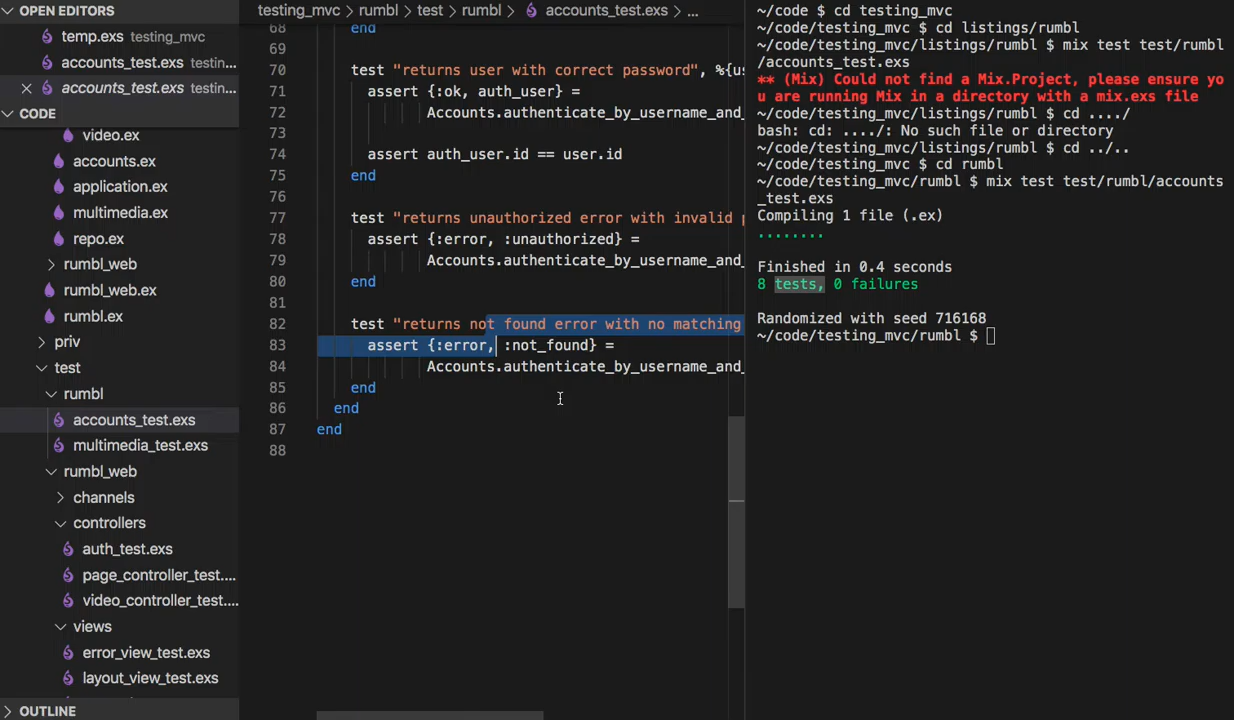 OPEN EDITORS
temp.exs testing_mvc
accounts_test.exs testin...
accounts_test.exs testin...
CODE
video.ex
accounts.ex
application.ex
multimedia.ex
repo.ex
rumbl_web
rumbl_web.ex
rumbl.ex
priv
test
rumbl
accounts_test.exs
multimedia_test.exs
rumbl_web
channels
controllers
auth_test.exs
page_controller_test....
video_controller_test....
views
error_view_test.exs
layout_view_test.exs
OUTLINE
testing_mvc > rumbl > test > rumbl > accounts_test.exs > ...
68 end
69
70 test "returns user with correct password", %{us
71 assert {:ok, auth_user} =
72 Accounts.authenticate_by_username_and_
73
74 assert auth_user.id == user.id
75 end
76
77 test "returns unauthorized error with invalid p
78 assert {:error, :unauthorized} =
79 Accounts.authenticate_by_username_and_
80 end
81
82 test "returns not found error with no matching
83 assert {:error, :not_found} =
84 Accounts.authenticate_by_username_and_
85 end
86 end
87 end
88
~/code $ cd testing_mvc
~/code/testing_mvc $ cd listings/rumbl
~/code/testing_mvc/listings/rumbl $ mix test test/rumbl
/accounts_test.exs
** (Mix) Could not find a Mix.Project, please ensure yo
u are running Mix in a directory with a mix.exs file
~/code/testing_mvc/listings/rumbl $ cd ..../
bash: cd: ..../: No such file or directory
~/code/testing_mvc/listings/rumbl $ cd ../..
~/code/testing_mvc $ cd rumbl
~/code/testing_mvc/rumbl $ mix test test/rumbl/accounts
_test.exs
Compiling 1 file (.ex)
........
Finished in 0.4 seconds
8 tests, 0 failures
Randomized with seed 716168
~/code/testing_mvc/rumbl $